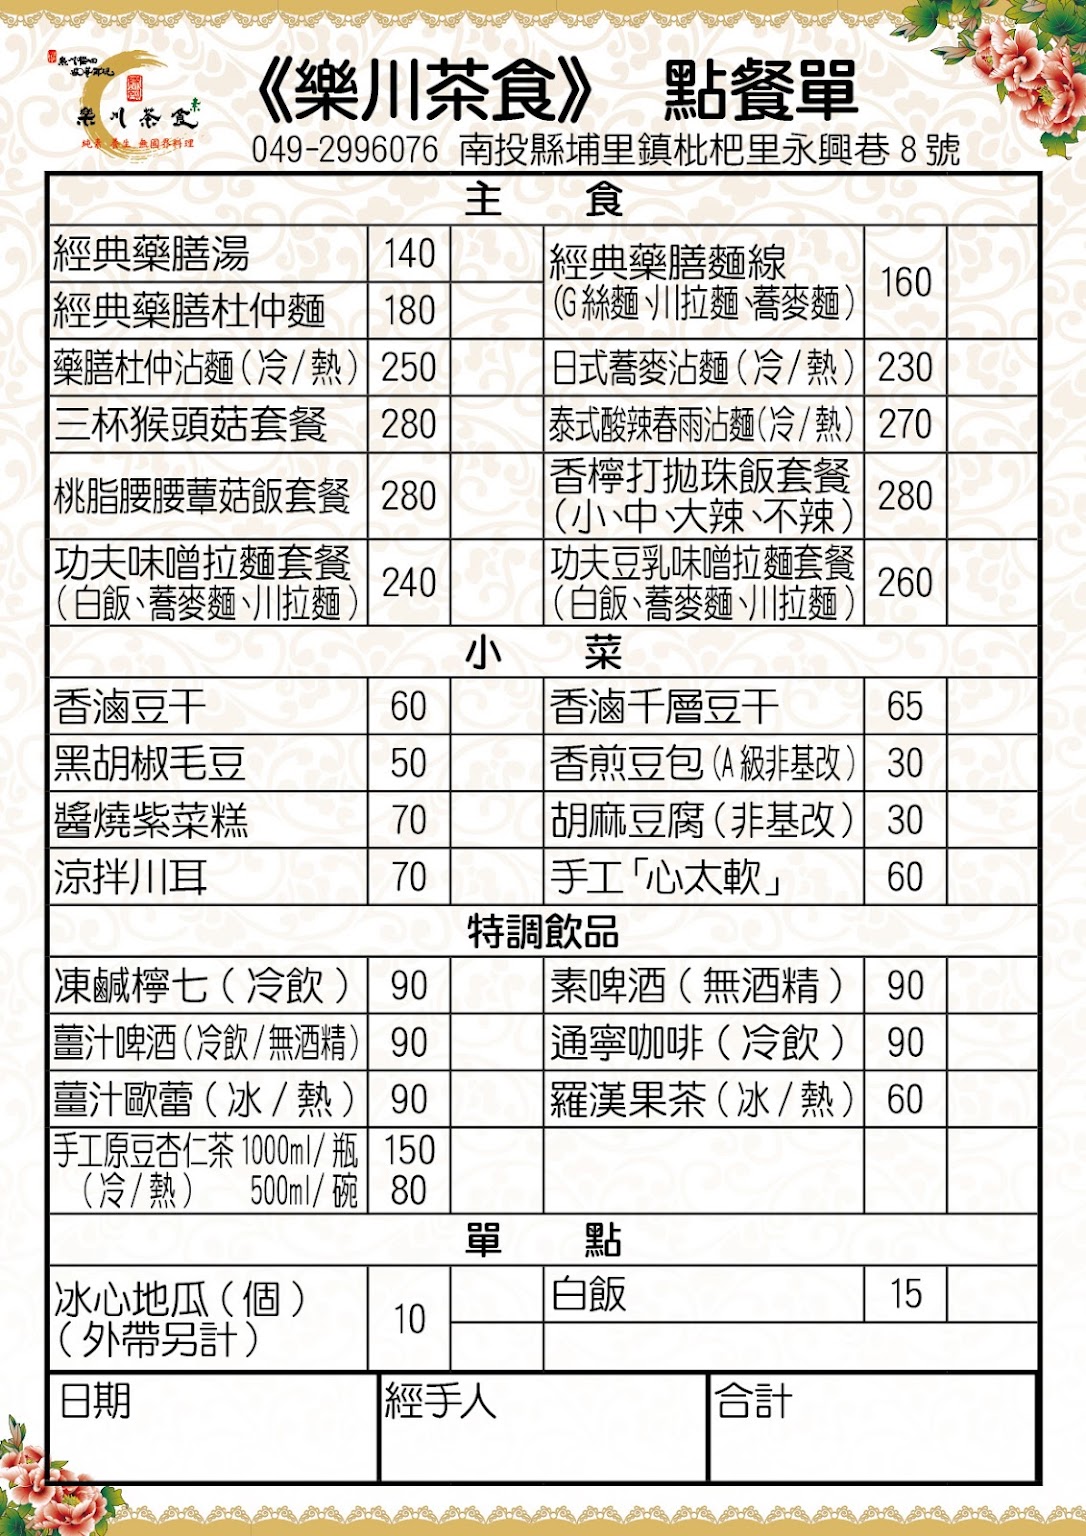 樂川茶食
素
純素 養生 無國界料理
《樂川茶食》 點餐單
049-2996076 南投縣埔里鎮枇杷里永興巷8號
主 食
經典藥膳湯 140
經典藥膳麵線
(G絲麵、川拉麵、蕎麥麵) 160
經典藥膳杜仲麵 180
藥膳杜仲沾麵(冷/熱) 250 日式蕎麥沾麵(冷/熱) 230
三杯猴頭菇套餐 280 泰式酸辣春雨沾麵(冷/熱) 270
桃脂腰腰蕈菇飯套餐 280
香檸打拋珠飯套餐
(小、中、大辣、不辣) 280
功夫味噌拉麵套餐
(白飯、蕎麥麵、川拉麵) 240
功夫豆乳味噌拉麵套餐
(白飯、蕎麥麵、川拉麵) 260
小 菜
香滷豆干 60 香滷千層豆干 65
黑胡椒毛豆 50 香煎豆包(A級非基改) 30
醬燒紫菜糕 70 胡麻豆腐(非基改) 30
涼拌川耳 70 手工「心太軟」 60
特調飲品
凍鹹檸七(冷飲) 90 素啤酒(無酒精) 90
薑汁啤酒(冷飲/無酒精) 90 通寧咖啡(冷飲) 90
薑汁歐蕾(冰/熱) 90 羅漢果茶(冰/熱) 60
手工原豆杏仁茶 1000ml/瓶 150
(冷/熱) 500ml/碗 80
單 點
冰心地瓜(個)
(外帶另計) 10
白飯 15
日期 經手人 合計